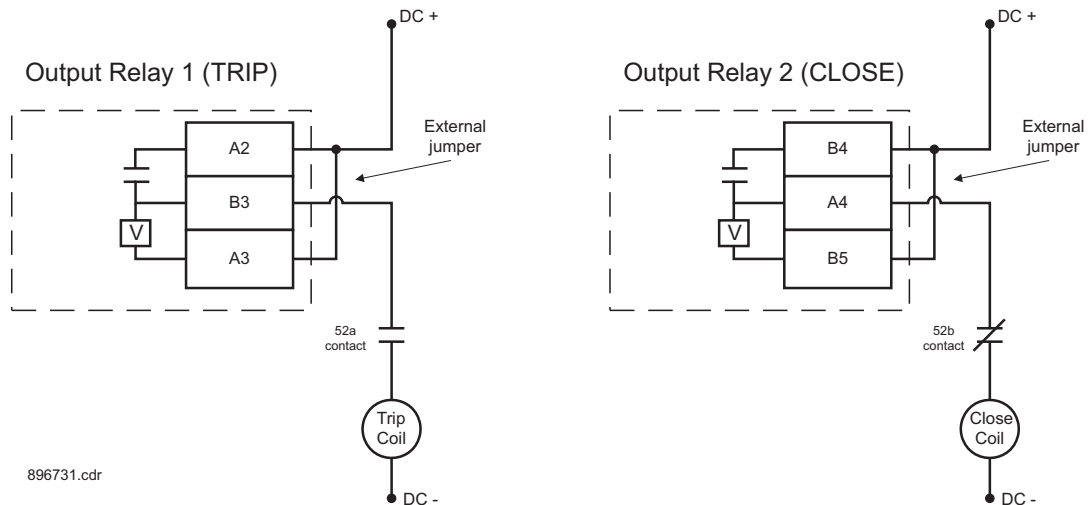 DC +
Output Relay 1 (TRIP)
External
jumper
A2
B3
V
A3
52a
contact
Trip
Coil
896731.cdr
DC -
DC +
Output Relay 2 (CLOSE)
External
jumper
B4
A4
V
B5
52b
contact
Close
Coil
DC -